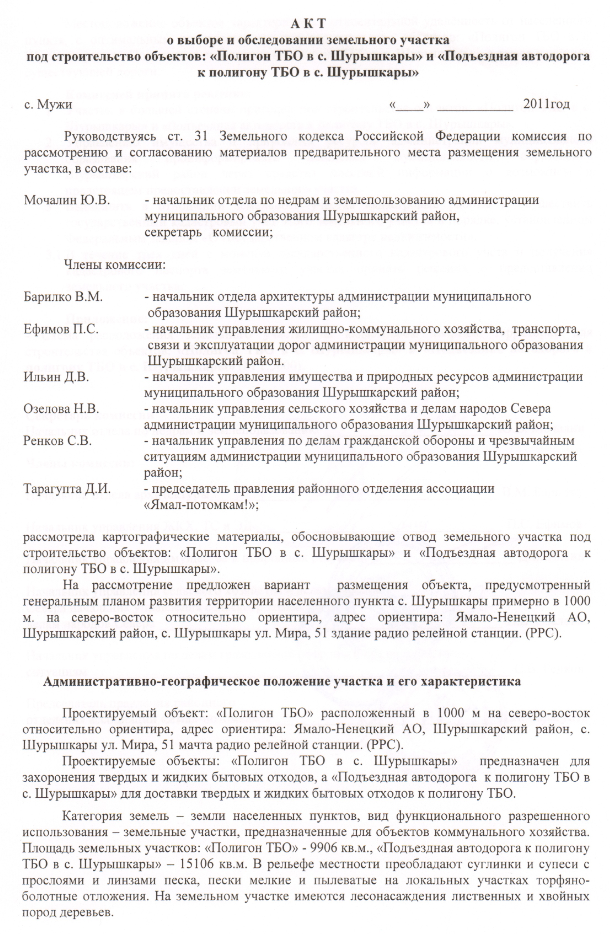 А К Т
о выборе и обследовании земельного участка
под строительство объектов: «Полигон ТБО в с. Шурышкары» и «Подъездная автодорога
к полигону ТБО в с. Шурышкары»
с. Мужи «____» ____________ 2011год
Руководствуясь ст. 31 Земельного кодекса Российской Федерации комиссия по
рассмотрению и согласованию материалов предварительного места размещения земельного
участка, в составе:
Мочалин Ю.В. - начальник отдела по недрам и землепользованию администрации
муниципального образования Шурышкарский район,
секретарь комиссии;
Члены комиссии:
Барилко В.М. - начальник отдела архитектуры администрации муниципального
образования Шурышкарский район;
Ефимов П.С. - начальник управления жилищно-коммунального хозяйства, транспорта,
связи и эксплуатации дорог администрации муниципального образования
Шурышкарский район.
Ильин Д.В. - начальник управления имущества и природных ресурсов администрации
муниципального образования Шурышкарский район;
Озелова Н.В. - начальник управления сельского хозяйства и делам народов Севера
администрации муниципального образования Шурышкарский район;
Ренков С.В. - начальник управления по делам гражданской обороны и чрезвычайным
ситуациям администрации муниципального образования Шурышкарский
район;
Тарагупта Д.И. - председатель правления районного отделения ассоциации
«Ямал-потомкам!»;
рассмотрела картографические материалы, обосновывающие отвод земельного участка под
строительство объектов: «Полигон ТБО в с. Шурышкары» и «Подъездная автодорога к
полигону ТБО в с. Шурышкары».
На рассмотрение предложен вариант размещения объекта, предусмотренный
генеральным планом развития территории населенного пункта с. Шурышкары примерно в 1000
м. на северо-восток относительно ориентира, адрес ориентира: Ямало-Ненецкий АО,
Шурышкарский район, с. Шурышкары ул. Мира, 51 здание радио релейной станции. (РРС).
Административно-географическое положение участка и его характеристика
Проектируемый объект: «Полигон ТБО» расположенный в 1000 м на северо-восток
относительно ориентира, адрес ориентира: Ямало-Ненецкий АО, Шурышкарский район, с.
Шурышкары ул. Мира, 51 мачта радио релейной станции. (РРС).
Проектируемые объекты: «Полигон ТБО в с. Шурышкары» предназначен для
захоронения твердых и жидких бытовых отходов, а «Подъездная автодорога к полигону ТБО в
с. Шурышкары» для доставки твердых и жидких бытовых отходов к полигону ТБО.
Категория земель – земли населенных пунктов, вид функционального разрешенного
использования – земельные участки, предназначенные для объектов коммунального хозяйства.
Площадь земельных участков: «Полигон ТБО» - 9906 кв.м., «Подъездная автодорога к полигону
ТБО в с. Шурышкары» – 15106 кв.м. В рельефе местности преобладают суглинки и супеси с
прослоями и линзами песка, пески мелкие и пылеватые на локальных участках торфяно-
болотные отложения. На земельном участке имеются лесонасаждения лиственных и хвойных
пород деревьев.